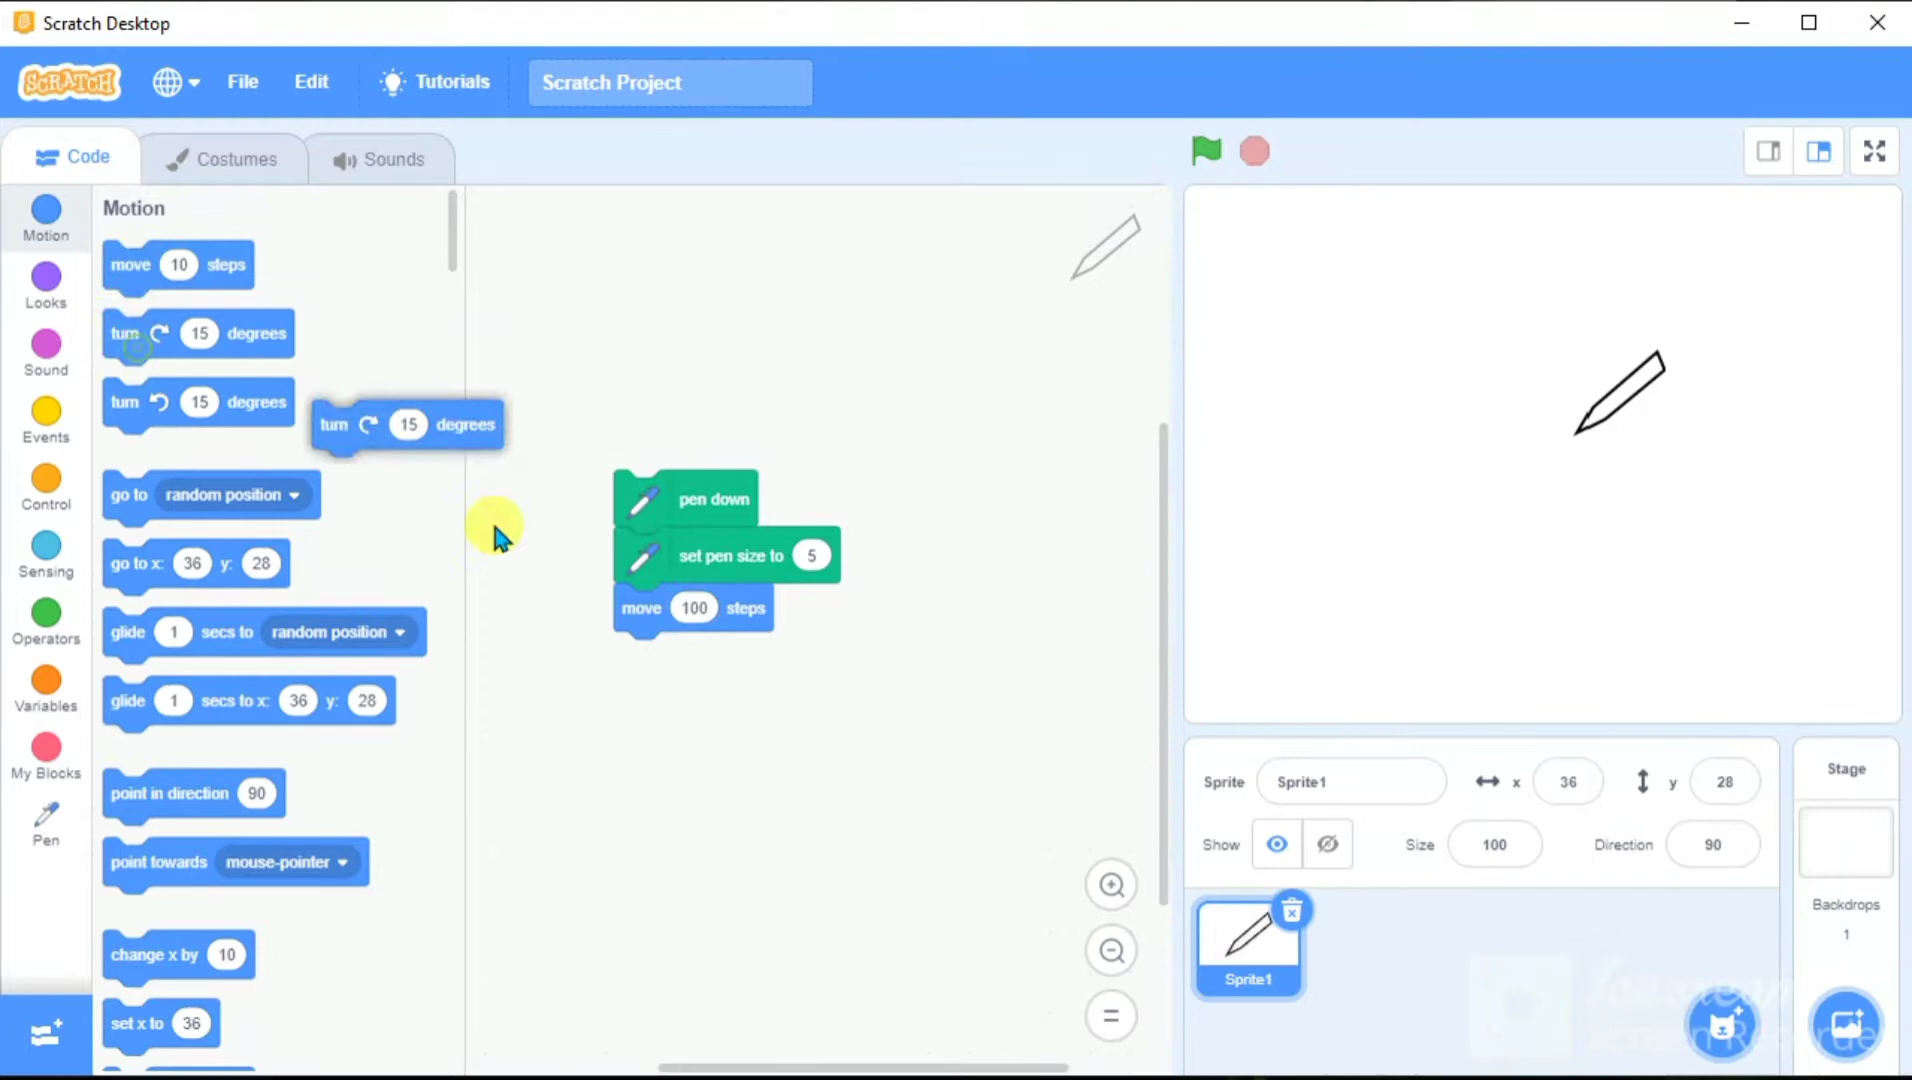 Scratch Desktop
SCRATCH
File
Edit
Tutorials
Scratch Project
Code
Costumes
Sounds
Motion
Looks
Sound
Events
Control
Sensing
Operators
Variables
My Blocks
Pen
Motion
move 10 steps
turn 15 degrees
turn 15 degrees
go to random position
go to x: 36 y: 28
glide 1 secs to random position
glide 1 secs to x: 36 y: 28
point in direction 90
point towards mouse-pointer
change x by 10
set x to 36
turn 15 degrees
pen down
set pen size to 5
move 100 steps
Sprite Sprite1 x 36 y 28
Show Size 100 Direction 90
Sprite1
Stage
Backdrops
1